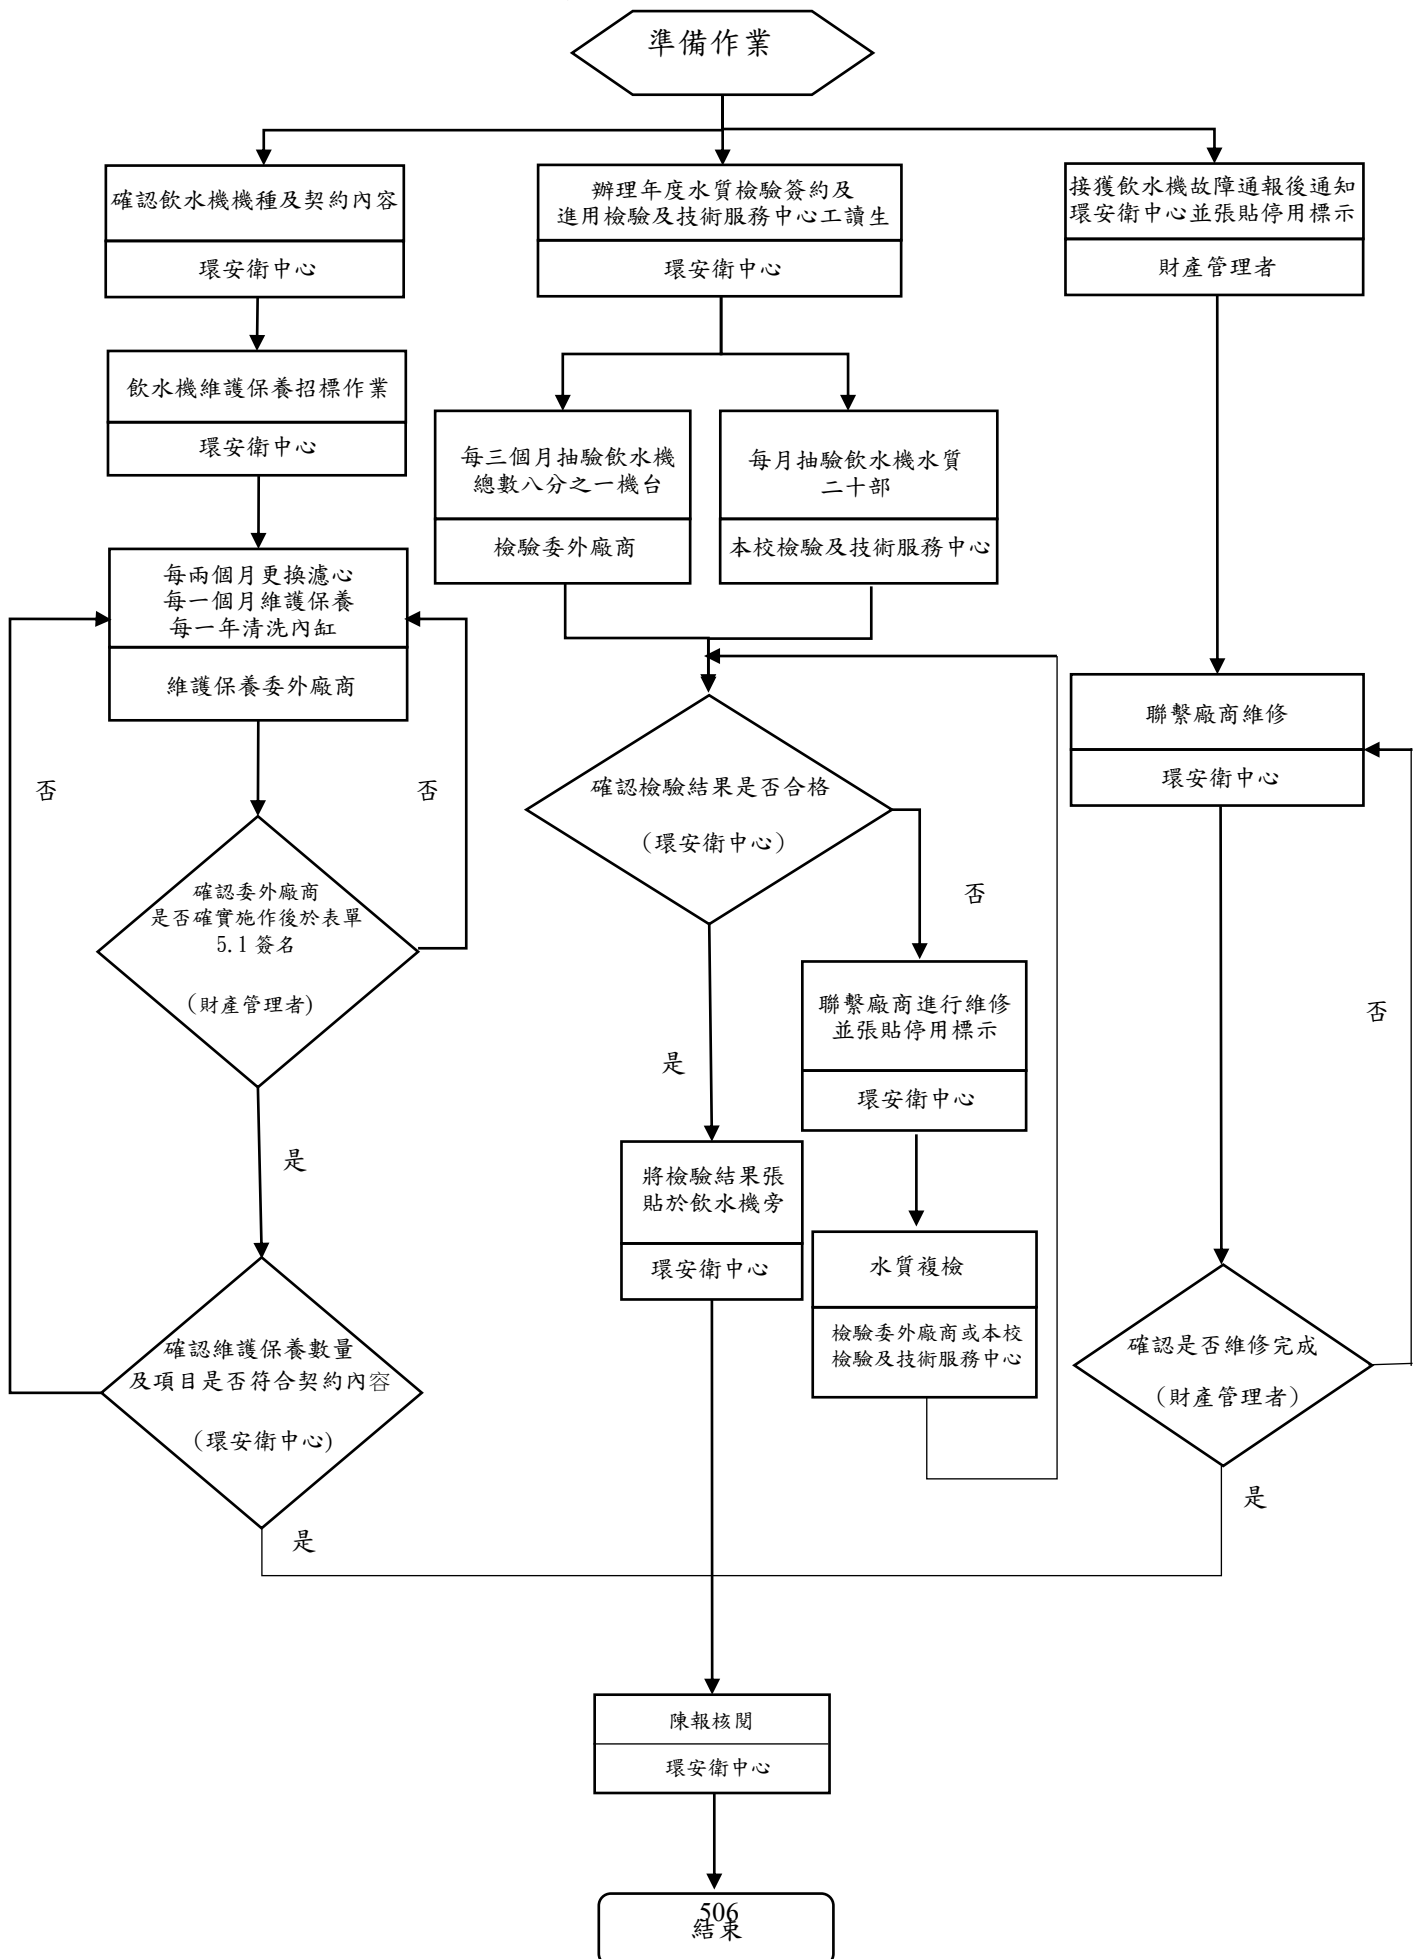 準備作業
確認飲水機機種及契約內容
環安衛中心
飲水機維護保養招標作業
環安衛中心
每兩個月更換濾心
每一個月維護保養
每一年清洗內缸
維護保養委外廠商
否
否
確認委外廠商
是否確實施作後於表單
5.1 簽名
(財產管理者)
是
確認維護保養數量
及項目是否符合契約內容
(環安衛中心)
是
辦理年度水質檢驗簽約及
進用檢驗及技術服務中心工讀生
環安衛中心
每三個月抽驗飲水機
總數八分之一機台
檢驗委外廠商
每月抽驗飲水機水質
二十部
本校檢驗及技術服務中心
確認檢驗結果是否合格
(環安衛中心)
否
聯繫廠商進行維修
並張貼停用標示
環安衛中心
是
將檢驗結果張
貼於飲水機旁
環安衛中心
水質複檢
檢驗委外廠商或本校
檢驗及技術服務中心
接獲飲水機故障通報後通知
環安衛中心並張貼停用標示
財產管理者
聯繫廠商維修
環安衛中心
否
確認是否維修完成
(財產管理者)
是
陳報核閱
環安衛中心
506
結束